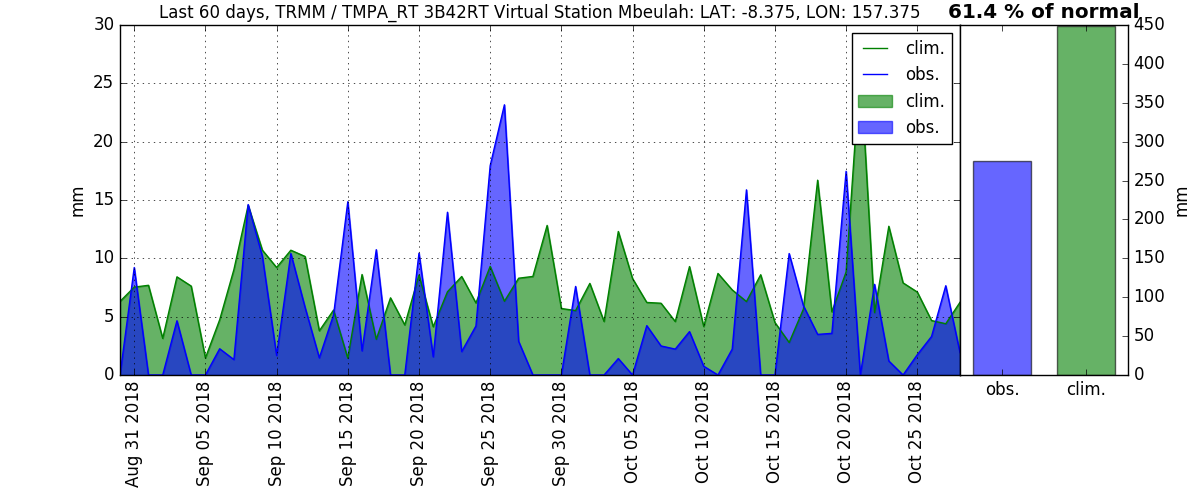 Last 60 days, TRMM / TMPA_RT 3B42RT Virtual Station Mbeulah: LAT: -8.375, LON: 157.375
61.4 % of normal
30
25
20
15
10
5
0
mm
clim.
obs.
clim.
obs.
450
400
350
300
250
200
150
100
50
0
mm
obs.
clim.
Aug 31 2018
Sep 05 2018
Sep 10 2018
Sep 15 2018
Sep 20 2018
Sep 25 2018
Sep 30 2018
Oct 05 2018
Oct 10 2018
Oct 15 2018
Oct 20 2018
Oct 25 2018